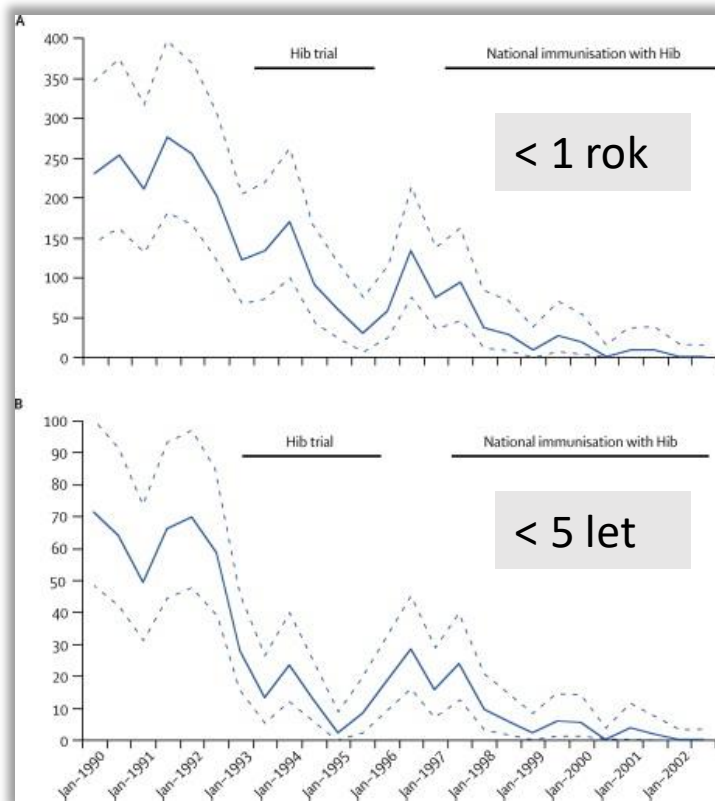 A
400
350
300
250
200
150
100
50
0
Hib trial
National immunisation with Hib
< 1 rok
B
100
90
80
70
60
50
40
30
20
10
0
Hib trial
National immunisation with Hib
< 5 let
Jan–1990
Jan–1991
Jan–1992
Jan–1993
Jan–1994
Jan–1995
Jan–1996
Jan–1997
Jan–1998
Jan–1999
Jan–2000
Jan–2001
Jan–2002